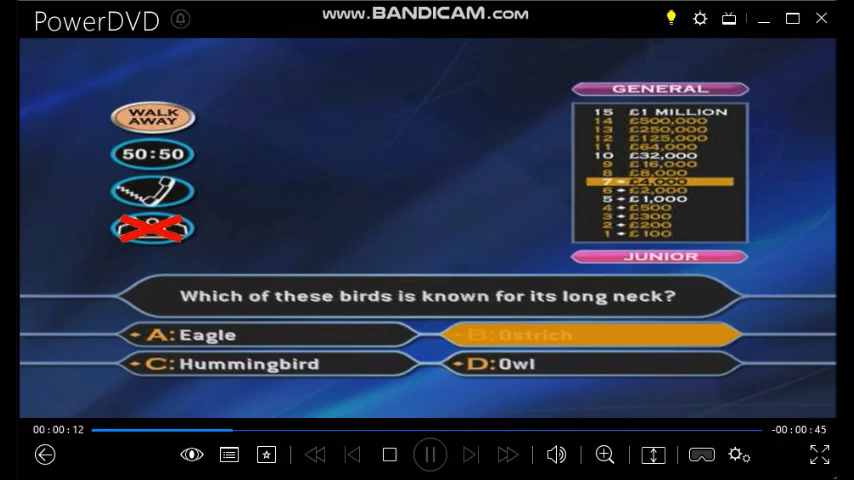 PowerDVD
www.BANDICAM.com
WALK
AWAY
50:50
GENERAL
15 £1 MILLION
14 £500,000
13 £250,000
12 £125,000
11 £64,000
10 £32,000
9 £16,000
8 £8,000
7 £4,000
6 £2,000
5 £1,000
4 £500
3 £300
2 £200
1 £100
JUNIOR
Which of these birds is known for its long neck?
A: Eagle
B: Ostrich
C: Hummingbird
D: Owl
00:00:12
-00:00:45